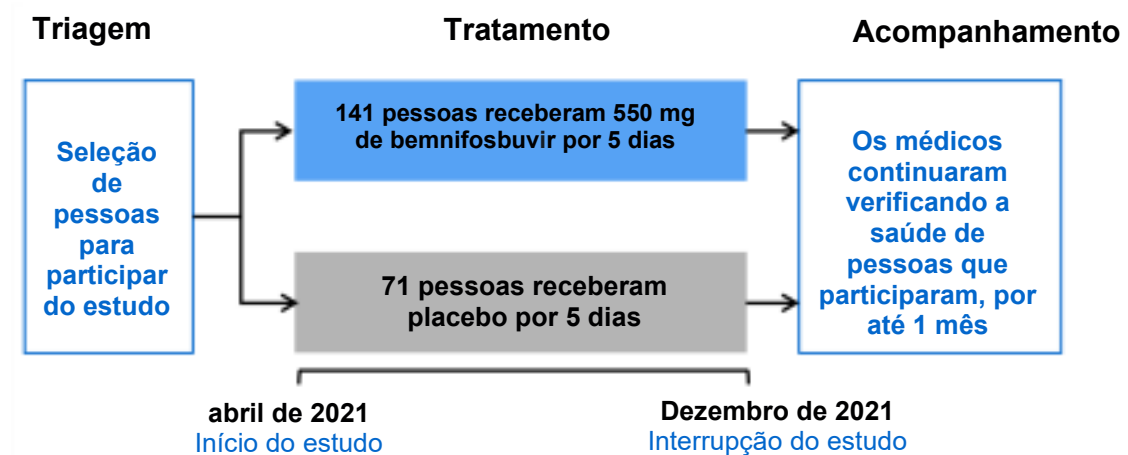 Triagem
Tratamento
Acompanhamento
Seleção
de
pessoas
para
participar
do estudo
141 pessoas receberam 550 mg
de bemnifosbuvir por 5 dias
71 pessoas receberam
placebo por 5 dias
Os médicos
continuaram
verificando a
saúde de
pessoas que
participaram, por
até 1 mês
abril de 2021
Início do estudo
Dezembro de 2021
Interrupção do estudo